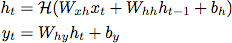 h_t = \mathcal{H}(W_{xh}x_t + W_{hh}h_{t-1} + b_h)
y_t = W_{hy}h_t + b_y